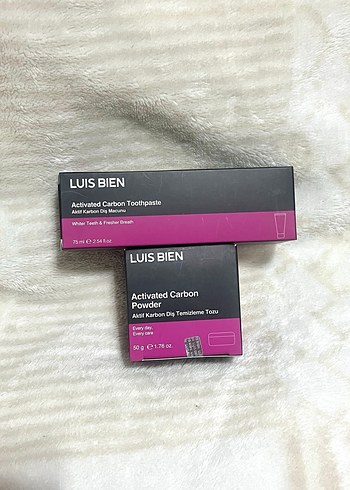 LUIS BIEN
Activated Carbon Toothpaste
Aktif Karbon Diş Macunu
Whiter Teeth & Fresher Breath
75 ml ℮ 2.54 fl oz.
LUIS BIEN
Activated Carbon
Powder
Aktif Karbon Diş Temizleme Tozu
Every day,
Every care
50 g ℮ 1.76 oz.